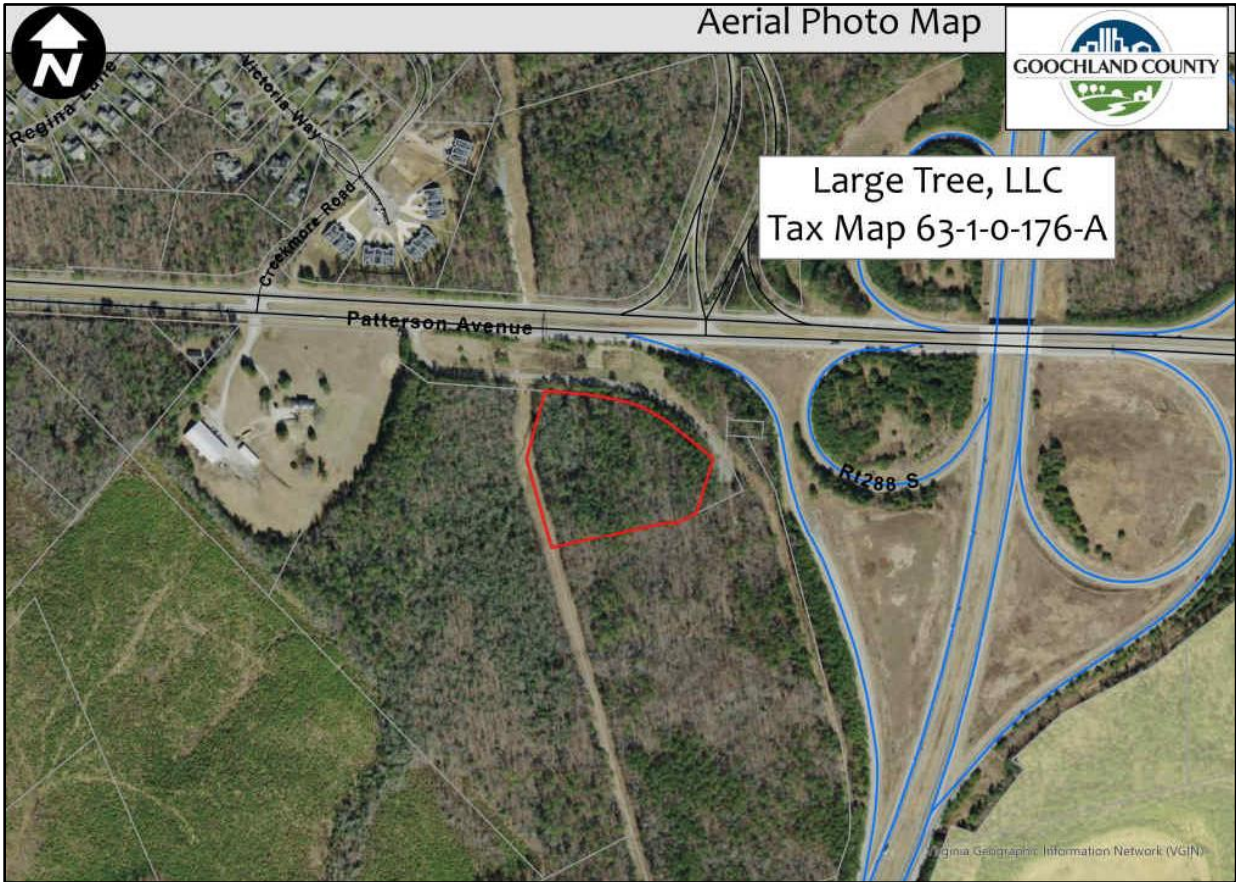 Aerial Photo Map
N
GOOCHLAND COUNTY
Regina Lane
Victoria Way
Large Tree, LLC
Tax Map 63-1-0-176-A
Creekmore Road
Patterson Avenue
Rt288 S
Virginia Geographic Information Network (VGIN)